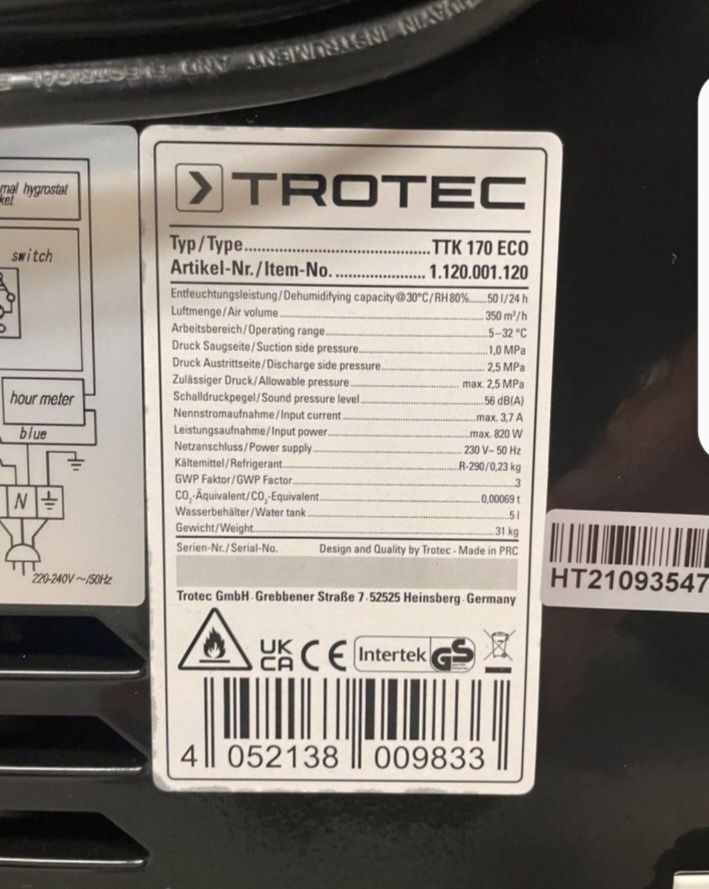 HUAYIN INSTRUMENT AND ELECTRICAL
hygrostat
switch
hour meter
blue
N
220-240V～/50Hz
TROTEC
Typ/Type.....................................TTK 170 ECO
Artikel-Nr./Item-No. .................... 1.120.001.120
Entfeuchtungsleistung/Dehumidifying capacity@30°C/RH80%......50 l/24 h
Luftmenge/Air volume ..... 350 m³/h
Arbeitsbereich/Operating range..... 5–32 °C
Druck Saugseite/Suction side pressure..... 1,0 MPa
Druck Austrittseite/Discharge side pressure..... 2,5 MPa
Zulässiger Druck/Allowable pressure ..... max. 2,5 MPa
Schalldruckpegel/Sound pressure level ..... 56 dB(A)
Nennstromaufnahme/Input current ..... max. 3,7 A
Leistungsaufnahme/Input power..... max. 820 W
Netzanschluss/Power supply..... 230 V~ 50 Hz
Kältemittel/Refrigerant..... R-290/0,23 kg
GWP Faktor/GWP Factor..... 3
CO₂-Äquivalent/CO₂-Equivalent..... 0,00069 t
Wasserbehälter/Water tank ..... 5 l
Gewicht/Weight..... 31 kg
Serien-Nr./Serial-No. Design and Quality by Trotec - Made in PRC
Trotec GmbH · Grebbener Straße 7 · 52525 Heinsberg · Germany
UK
CA CE Intertek GS
4 052138 009833
HT21093547